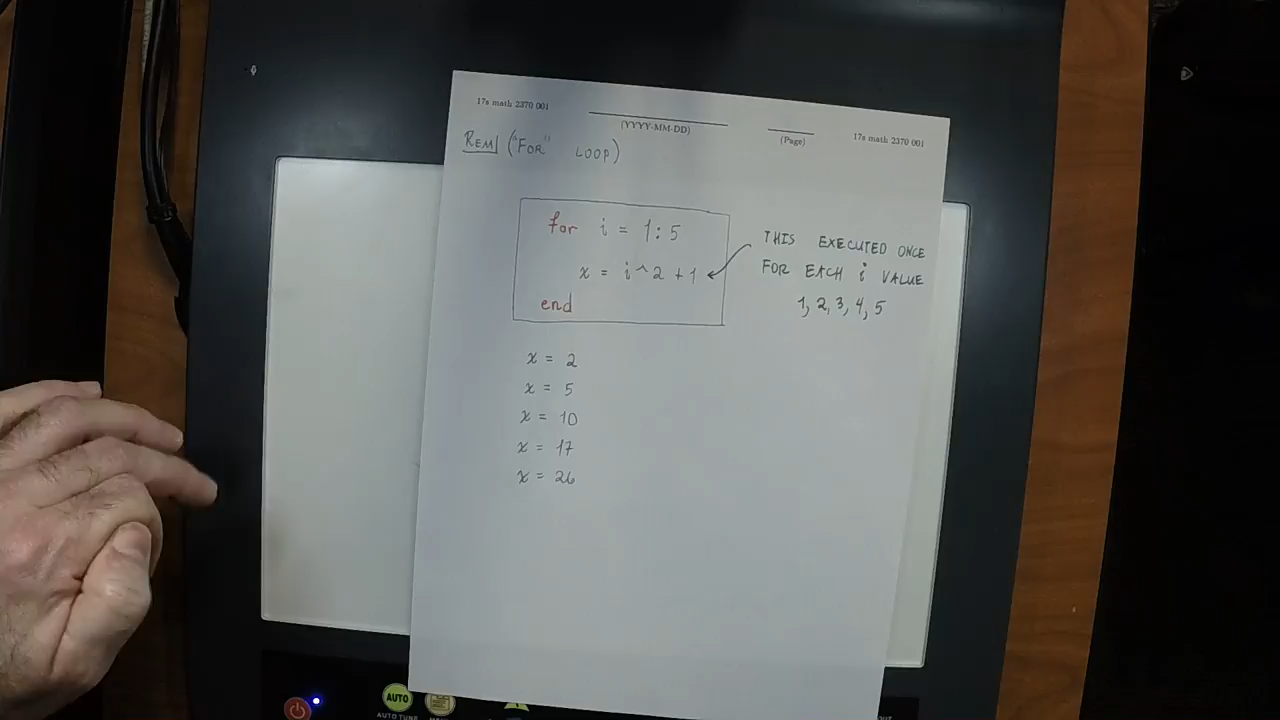 17s math 2370 001
(YYYY-MM-DD)
(Page)
17s math 2370 001
REM ("FOR" LOOP)
for i = 1:5
x = i^2 + 1
end
THIS EXECUTED ONCE
FOR EACH i VALUE
1, 2, 3, 4, 5
x = 2
x = 5
x = 10
x = 17
x = 26
AUTO
AUTO TUNE